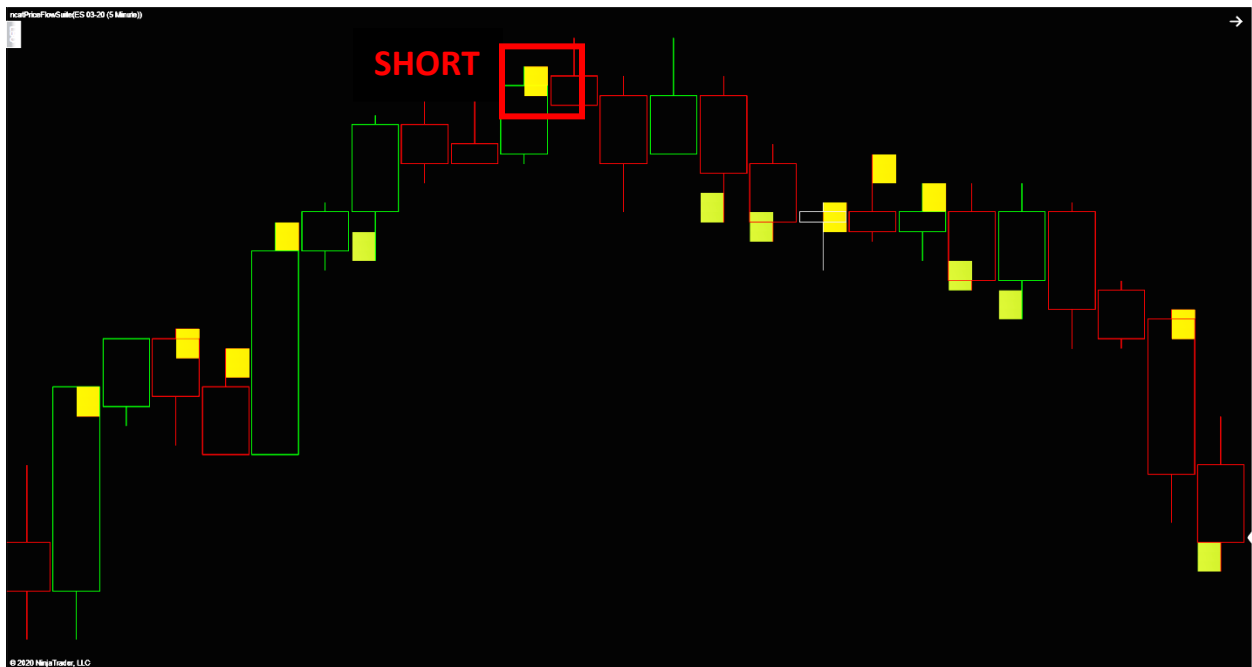 ncatPriceFlowSuite(ES 03-20 (5 Minute))
SHORT
© 2020 NinjaTrader, LLC